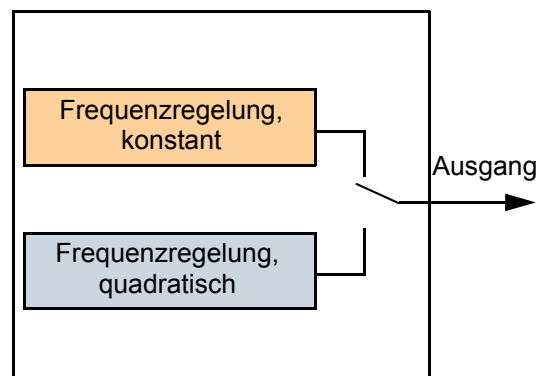 Frequenzregelung,
konstant
Ausgang
Frequenzregelung,
quadratisch